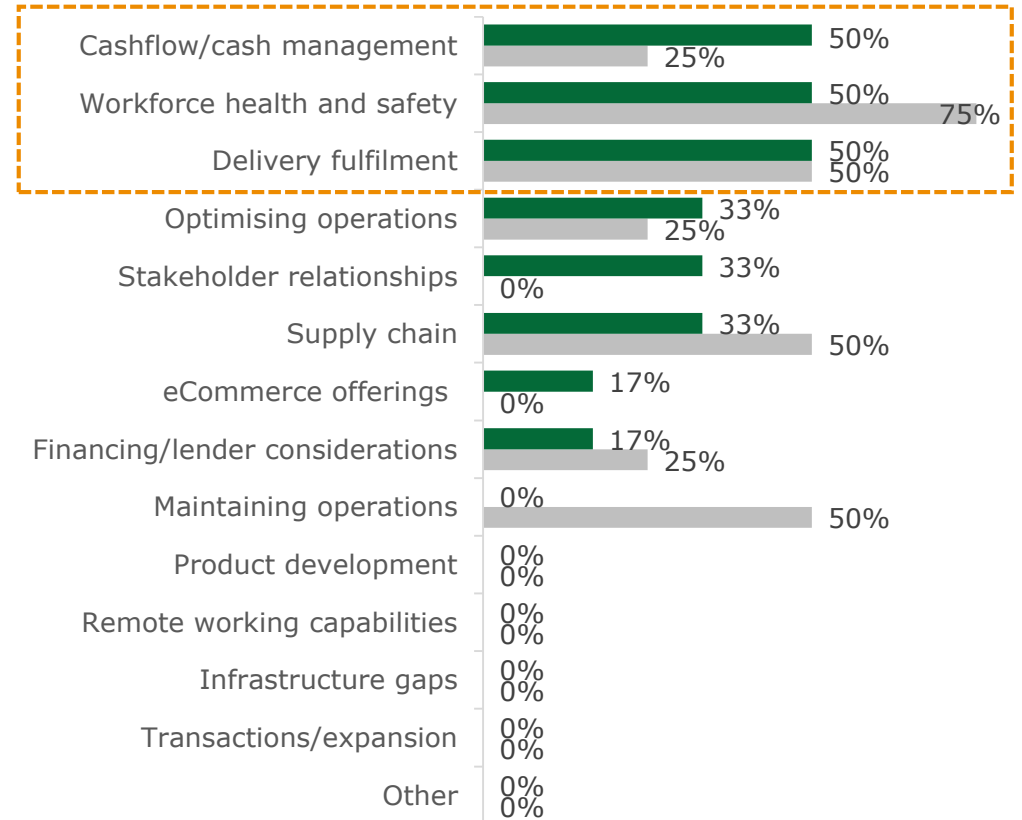 Cashflow/cash management
50%
25%
Workforce health and safety
50%
75%
Delivery fulfilment
50%
50%
Optimising operations
33%
25%
Stakeholder relationships
33%
0%
Supply chain
33%
50%
eCommerce offerings
17%
0%
Financing/lender considerations
17%
25%
Maintaining operations
0%
50%
Product development
0%
0%
Remote working capabilities
0%
0%
Infrastructure gaps
0%
0%
Transactions/expansion
0%
0%
Other
0%
0%